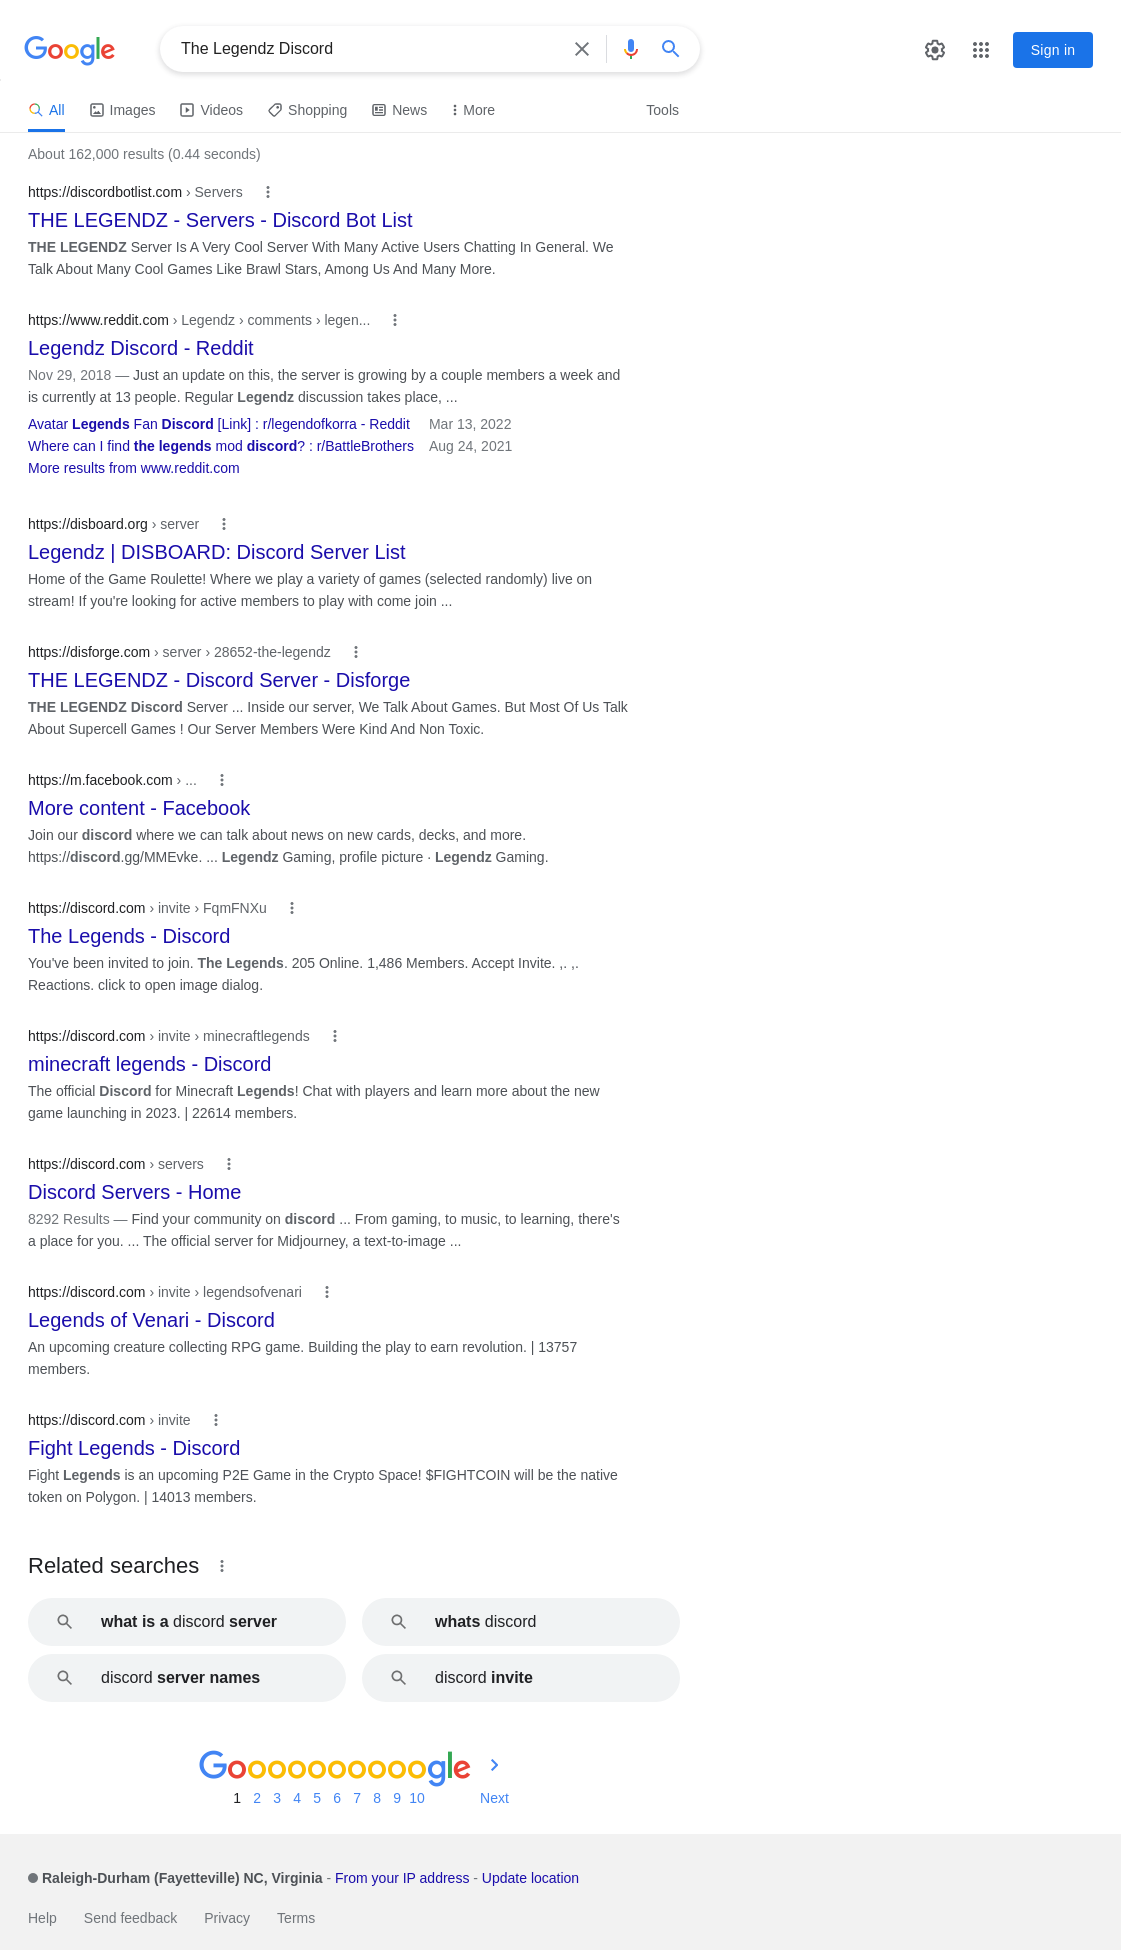 Google
The Legendz Discord
Sign in
All Images Videos Shopping News More Tools
About 162,000 results (0.44 seconds)
https://discordbotlist.com › Servers
THE LEGENDZ - Servers - Discord Bot List
THE LEGENDZ Server Is A Very Cool Server With Many Active Users Chatting In General. We
Talk About Many Cool Games Like Brawl Stars, Among Us And Many More.
https://www.reddit.com › Legendz › comments › legen...
Legendz Discord - Reddit
Nov 29, 2018 — Just an update on this, the server is growing by a couple members a week and
is currently at 13 people. Regular Legendz discussion takes place, ...
Avatar Legends Fan Discord [Link] : r/legendofkorra - Reddit Mar 13, 2022
Where can I find the legends mod discord? : r/BattleBrothers Aug 24, 2021
More results from www.reddit.com
https://disboard.org › server
Legendz | DISBOARD: Discord Server List
Home of the Game Roulette! Where we play a variety of games (selected randomly) live on
stream! If you're looking for active members to play with come join ...
https://disforge.com › server › 28652-the-legendz
THE LEGENDZ - Discord Server - Disforge
THE LEGENDZ Discord Server ... Inside our server, We Talk About Games. But Most Of Us Talk
About Supercell Games ! Our Server Members Were Kind And Non Toxic.
https://m.facebook.com › ...
More content - Facebook
Join our discord where we can talk about news on new cards, decks, and more.
https://discord.gg/MMEvke. ... Legendz Gaming, profile picture · Legendz Gaming.
https://discord.com › invite › FqmFNXu
The Legends - Discord
You've been invited to join. The Legends. 205 Online. 1,486 Members. Accept Invite. ,. ,.
Reactions. click to open image dialog.
https://discord.com › invite › minecraftlegends
minecraft legends - Discord
The official Discord for Minecraft Legends! Chat with players and learn more about the new
game launching in 2023. | 22614 members.
https://discord.com › servers
Discord Servers - Home
8292 Results — Find your community on discord ... From gaming, to music, to learning, there's
a place for you. ... The official server for Midjourney, a text-to-image ...
https://discord.com › invite › legendsofvenari
Legends of Venari - Discord
An upcoming creature collecting RPG game. Building the play to earn revolution. | 13757
members.
https://discord.com › invite
Fight Legends - Discord
Fight Legends is an upcoming P2E Game in the Crypto Space! $FIGHTCOIN will be the native
token on Polygon. | 14013 members.
Related searches
what is a discord server
whats discord
discord server names
discord invite
Goooooooooogle
1 2 3 4 5 6 7 8 9 10 Next
Raleigh-Durham (Fayetteville) NC, Virginia - From your IP address - Update location
Help Send feedback Privacy Terms